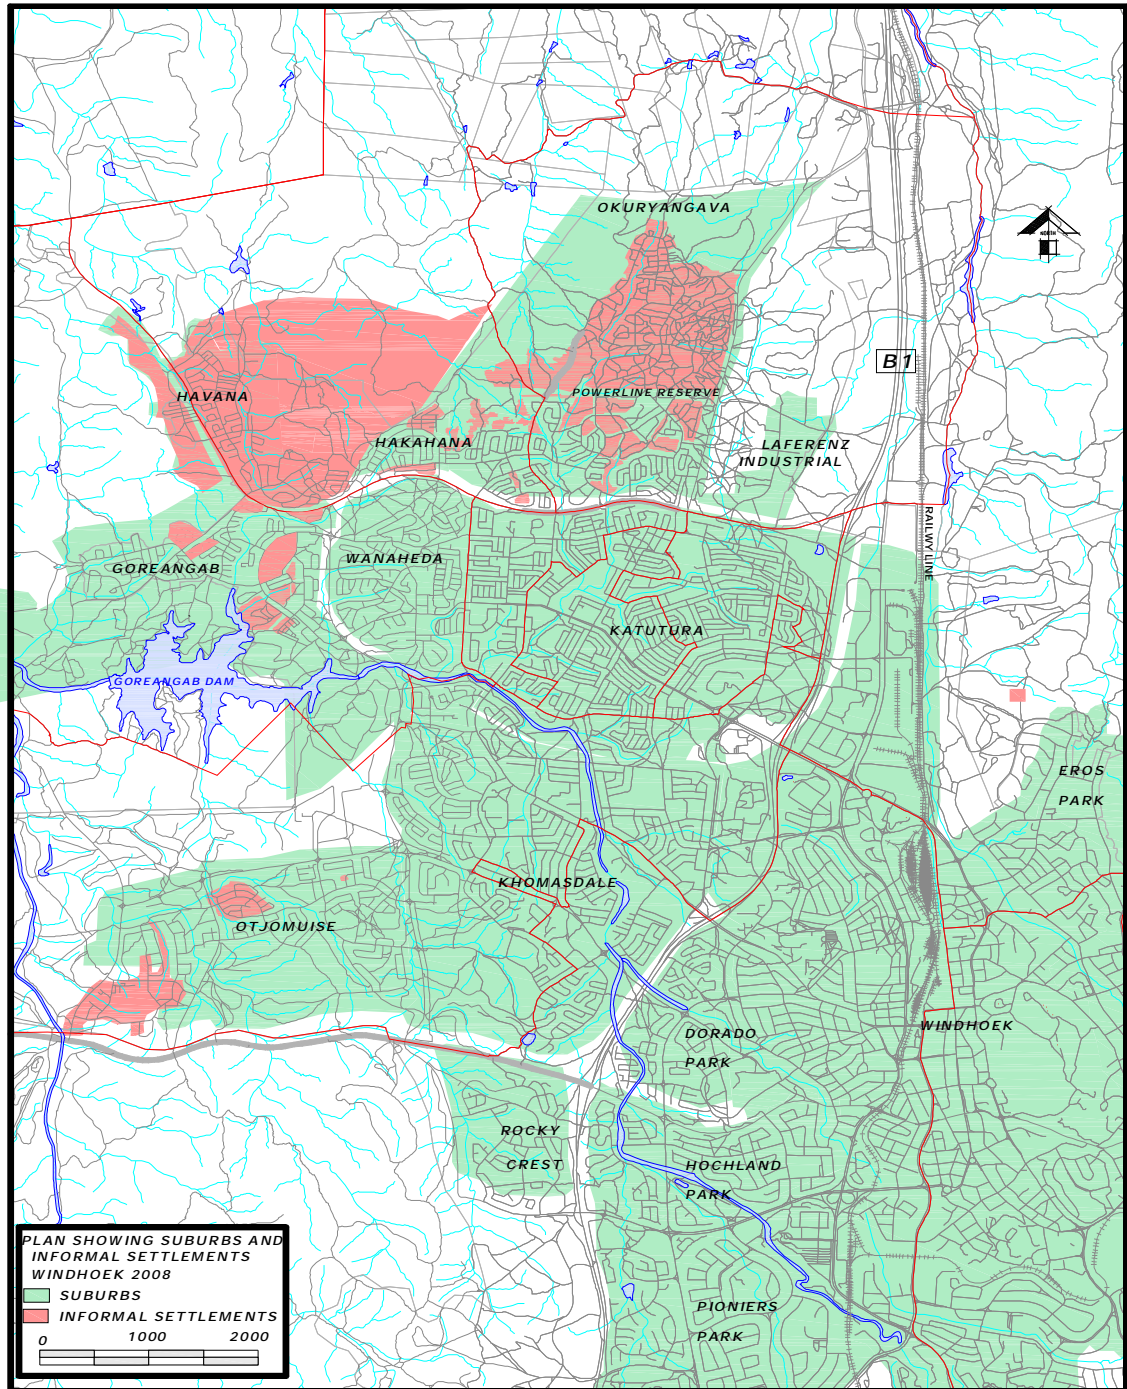 OKURYANGAVA
NORTH
B1
HAVANA
POWERLINE RESERVE
HAKAHANA
LAFERENZ
INDUSTRIAL
RAILWY LINE
WANAHEDA
GOREANGAB
KATUTURA
GOREANGAB DAM
EROS
PARK
KHOMASDALE
OTJOMUISE
WINDHOEK
DORADO
PARK
ROCKY
CREST
HOCHLAND
PARK
PIONIERS
PARK
PLAN SHOWING SUBURBS AND
INFORMAL SETTLEMENTS
WINDHOEK 2008
SUBURBS
INFORMAL SETTLEMENTS
0 1000 2000